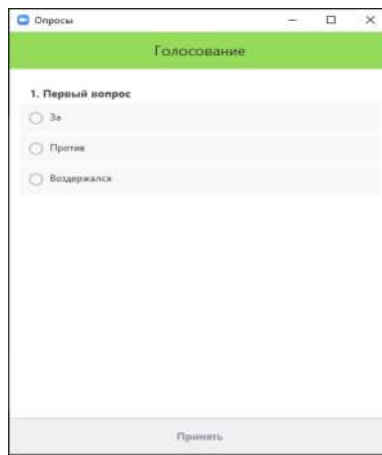 Опросы
Голосование
1. Первый вопрос
За
Против
Воздержался
Принять